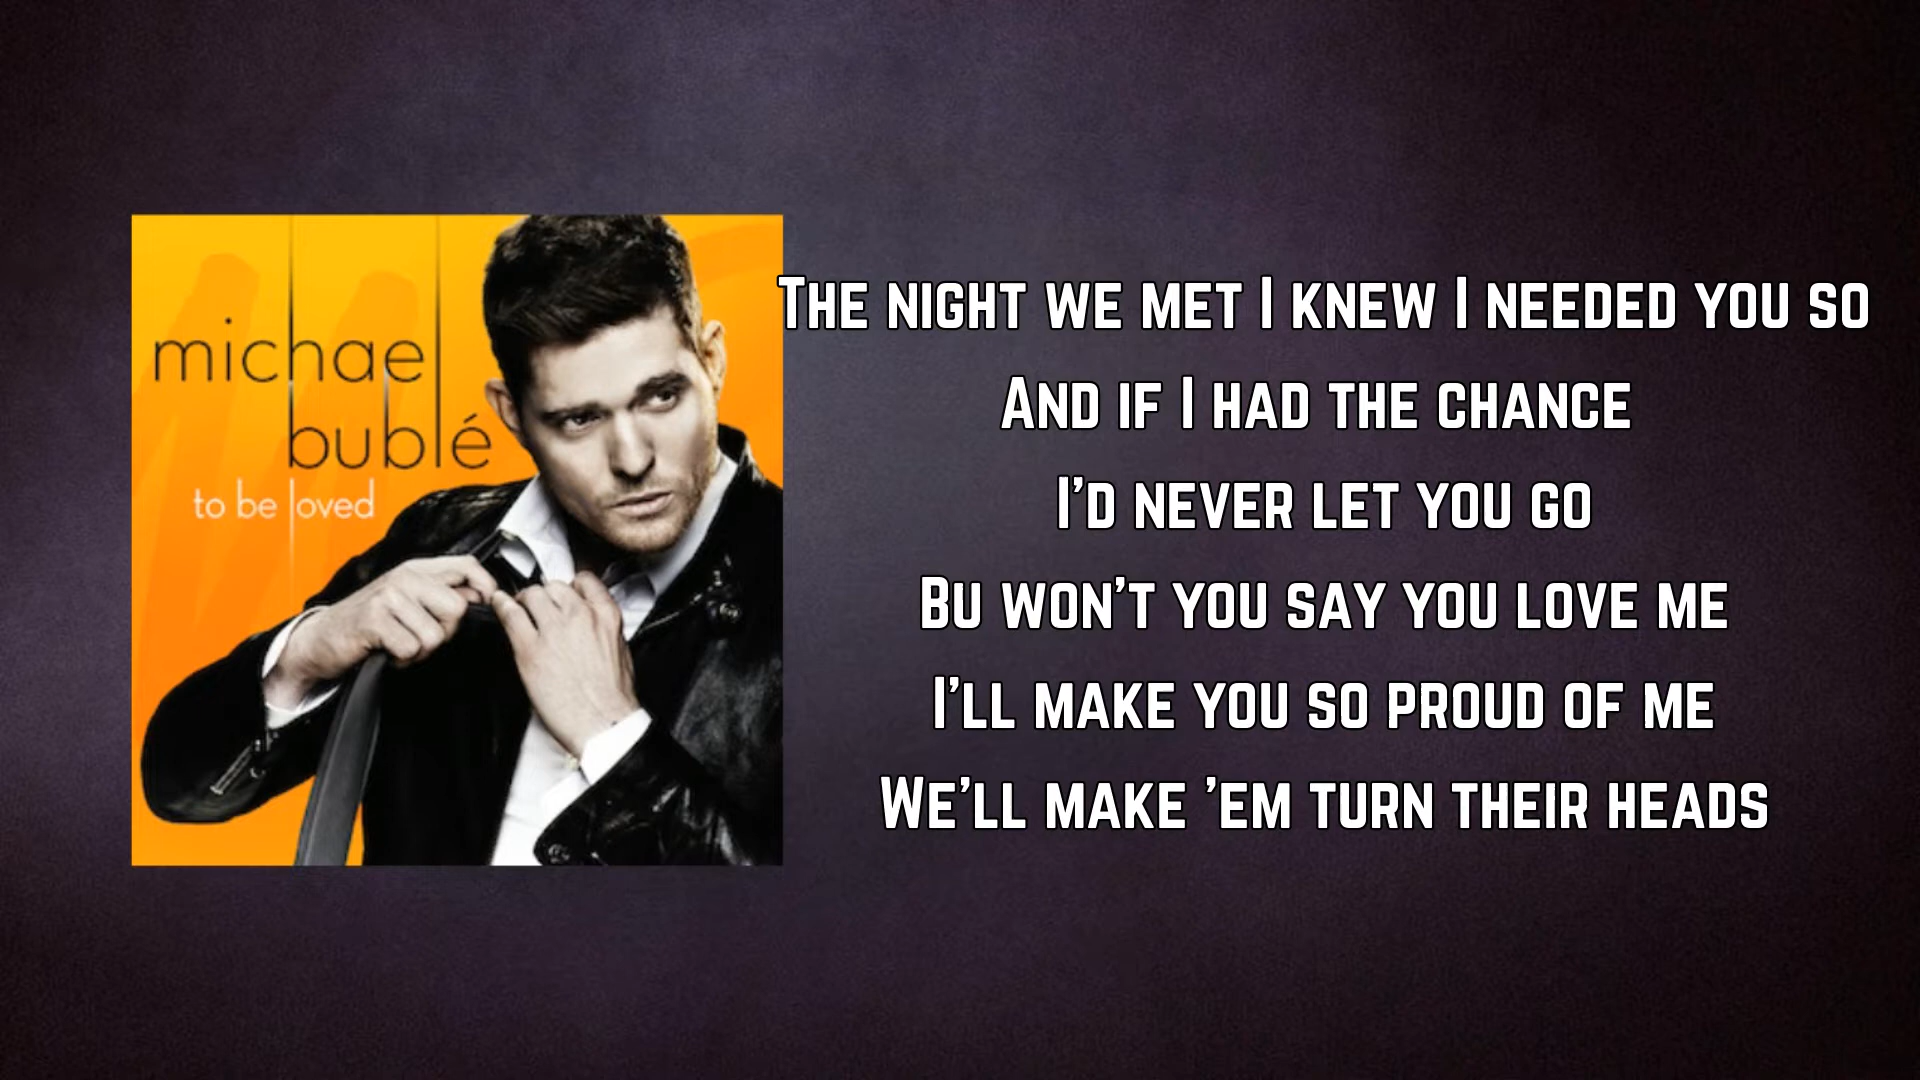 michael
bublé
to be loved
The night we met I knew I needed you so
And if I had the chance
I'd never let you go
Bu won't you say you love me
I'll make you so proud of me
We'll make 'em turn their heads